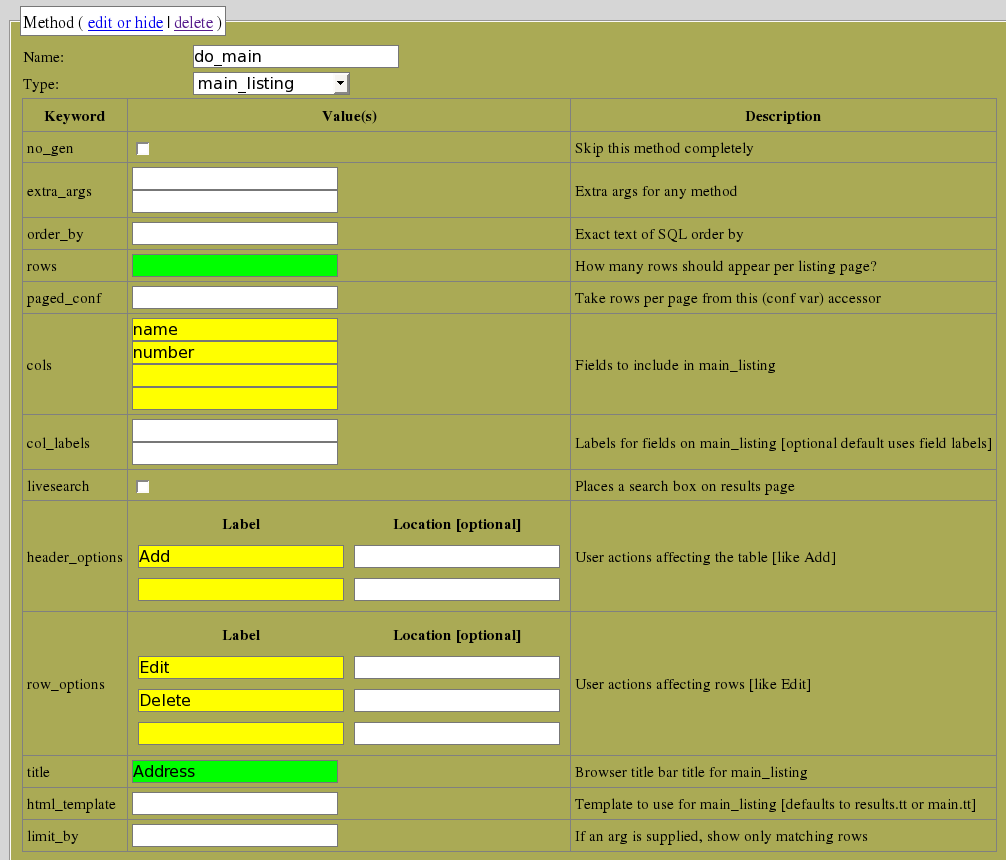 Method ( edit or hide | delete )
Name: do_main
Type: main_listing
Keyword Value(s) Description
no_gen Skip this method completely
extra_args Extra args for any method
order_by Exact text of SQL order by
rows How many rows should appear per listing page?
paged_conf Take rows per page from this (conf var) accessor
name
number
cols Fields to include in main_listing
col_labels Labels for fields on main_listing [optional default uses field labels]
livesearch Places a search box on results page
Label Location [optional]
Add
header_options User actions affecting the table [like Add]
Label Location [optional]
Edit
row_options User actions affecting rows [like Edit]
Delete
title Address Browser title bar title for main_listing
html_template Template to use for main_listing [defaults to results.tt or main.tt]
limit_by If an arg is supplied, show only matching rows